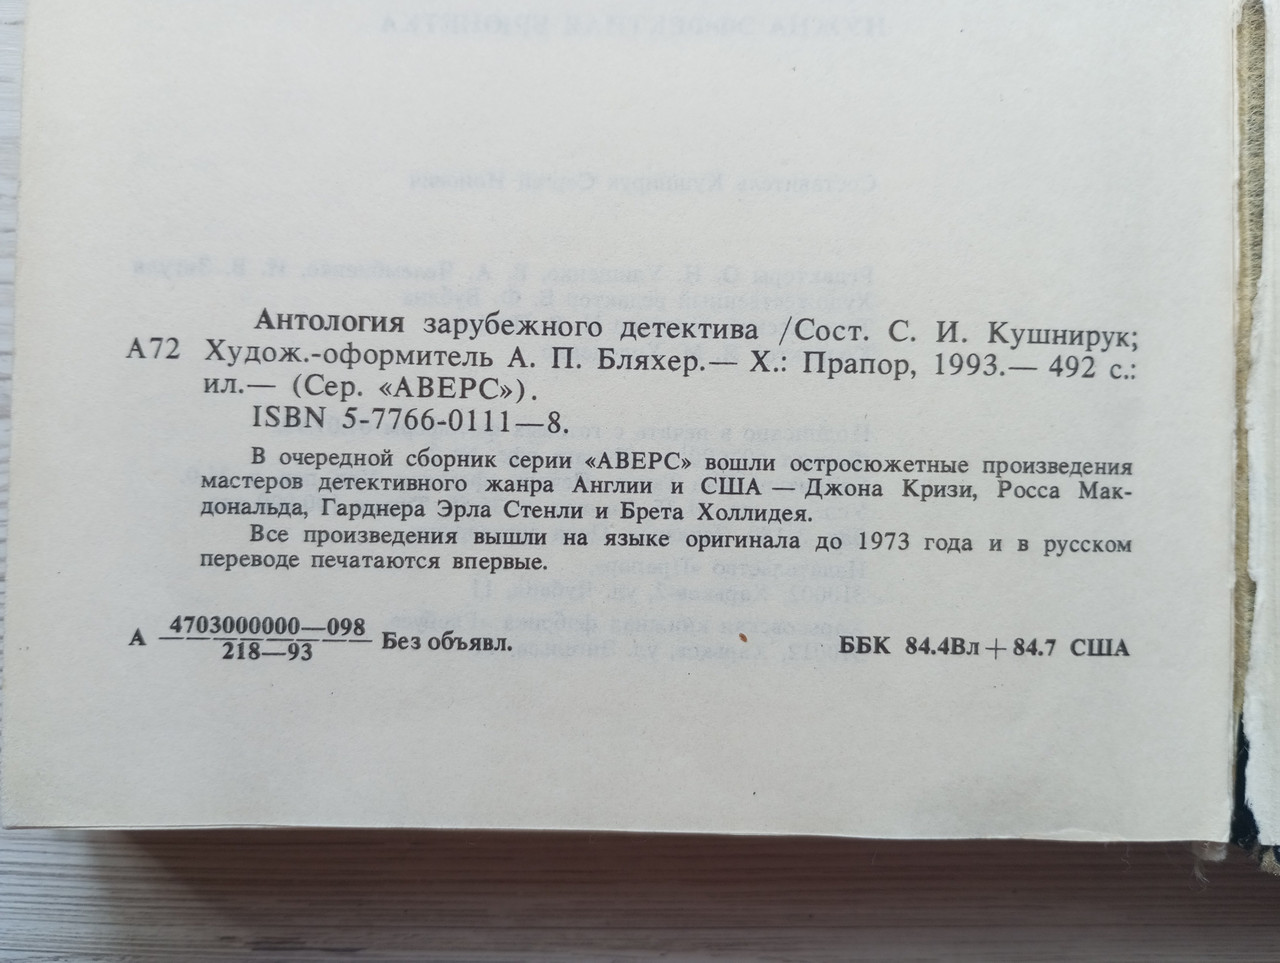 Антология зарубежного детектива /Сост. С. И. Кушнирук;
А72 Худож.-оформитель А. П. Бляхер.— Х.: Прапор, 1993.— 492 с.:
ил.— (Сер. «АВЕРС»).
ISBN 5-7766-0111—8.
В очередной сборник серии «АВЕРС» вошли остросюжетные произведения
мастеров детективного жанра Англии и США — Джона Кризи, Росса Мак-
дональда, Гарднера Эрла Стенли и Брета Холлидея.
Все произведения вышли на языке оригинала до 1973 года и в русском
переводе печатаются впервые.
А 4703000000—098 Без объявл. ББК 84.4Вл+84.7 США
218—93